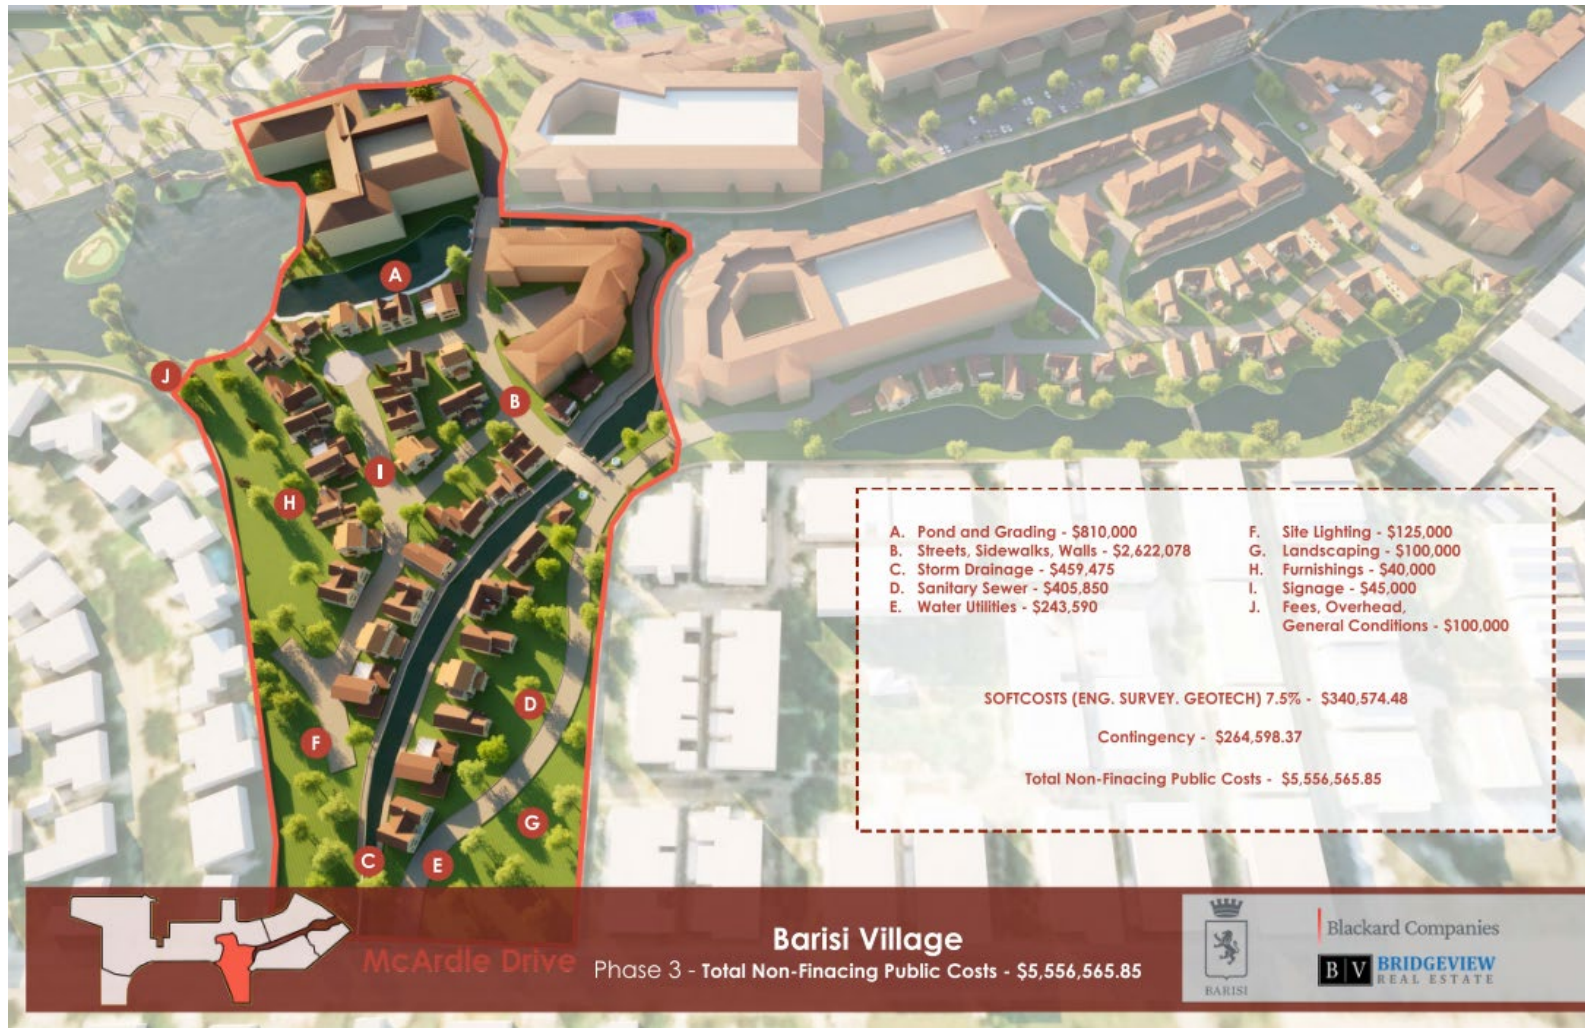 A
J
B
I
H
D
F
G
C
E
A. Pond and Grading - $810,000
B. Streets, Sidewalks, Walls - $2,622,078
C. Storm Drainage - $459,475
D. Sanitary Sewer - $405,850
E. Water Utilities - $243,590
F. Site Lighting - $125,000
G. Landscaping - $100,000
H. Furnishings - $40,000
I. Signage - $45,000
J. Fees, Overhead,
General Conditions - $100,000
SOFTCOSTS (ENG. SURVEY. GEOTECH) 7.5% - $340,574.48
Contingency - $264,598.37
Total Non-Finacing Public Costs - $5,556,565.85
McArdle Drive
Barisi Village
Phase 3 - Total Non-Finacing Public Costs - $5,556,565.85
BARISI
Blackard Companies
BV BRIDGEVIEW
REAL ESTATE